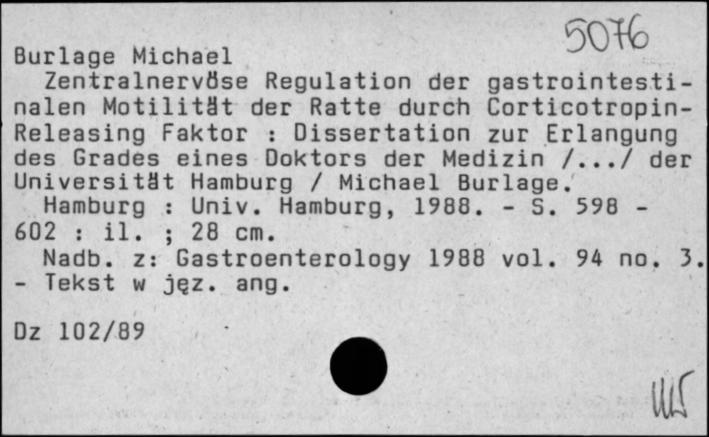 5076
Burlage Michael
Zentralnervöse Regulation der gastrointesti-
nalen Motilität der Ratte durch Corticotropin-
Releasing Faktor : Dissertation zur Erlangung
des Grades eines Doktors der Medizin /.../ der
Universität Hamburg / Michael Burlage.
Hamburg : Univ. Hamburg, 1988. - S. 598 -
602 : il. ; 28 cm.
Nadb. z: Gastroenterology 1988 vol. 94 no. 3.
- Tekst w jęz. ang.
Dz 102/89